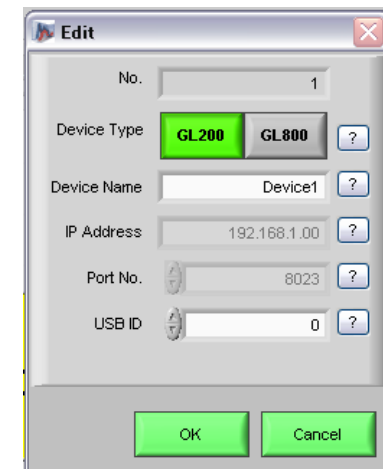 Edit
No. 1
Device Type GL200 GL800 ?
Device Name Device1 ?
IP Address 192.168.1.00 ?
Port No. 8023 ?
USB ID 0 ?
OK Cancel